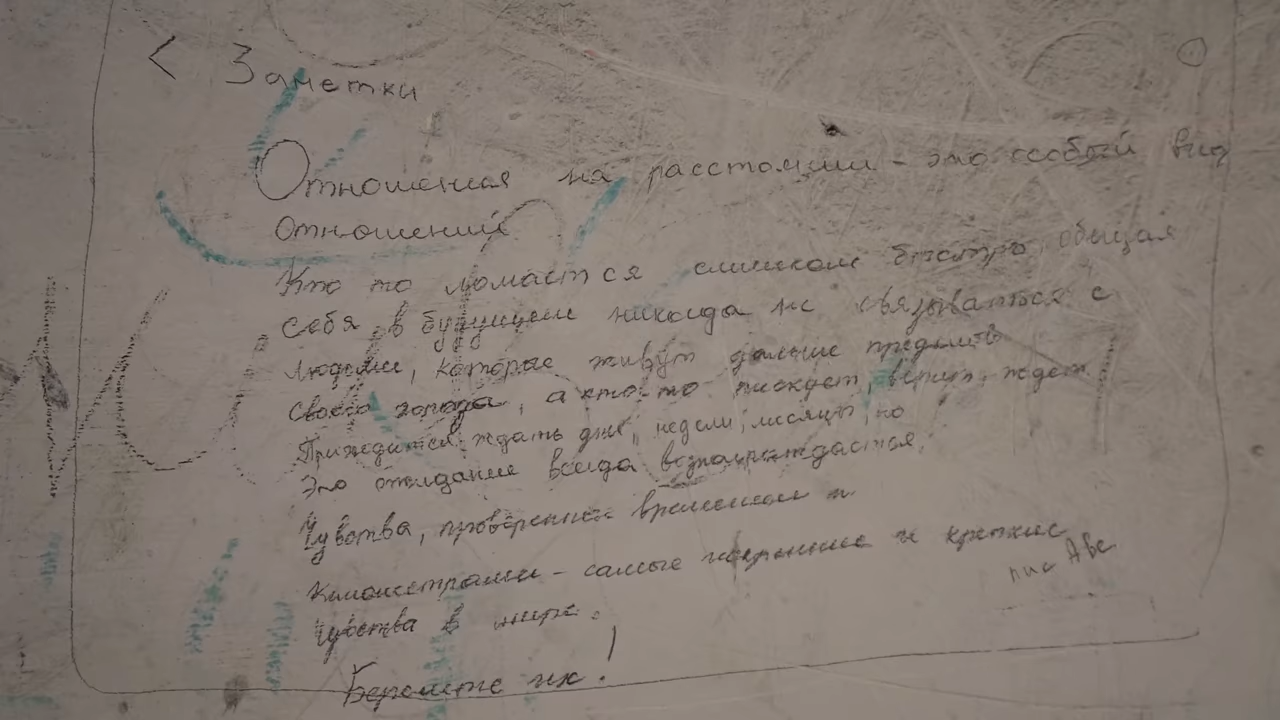 < Заметки
Отношения на расстоянии - это особый вид
отношений
Кто то ломается слишком быстро, обещая
себя, в будущем никогда не связываться с
людьми, которые живут дальше пределов
своего города, а кто-то рискует, верит, ждет
Приходится ждать дни, недели, месяцы, но
Это ожидание всегда вознаграждается,
Чувства, проверенные временем и
километрами - самые искренние и крепкие
чувства в мире.
Берегите их!